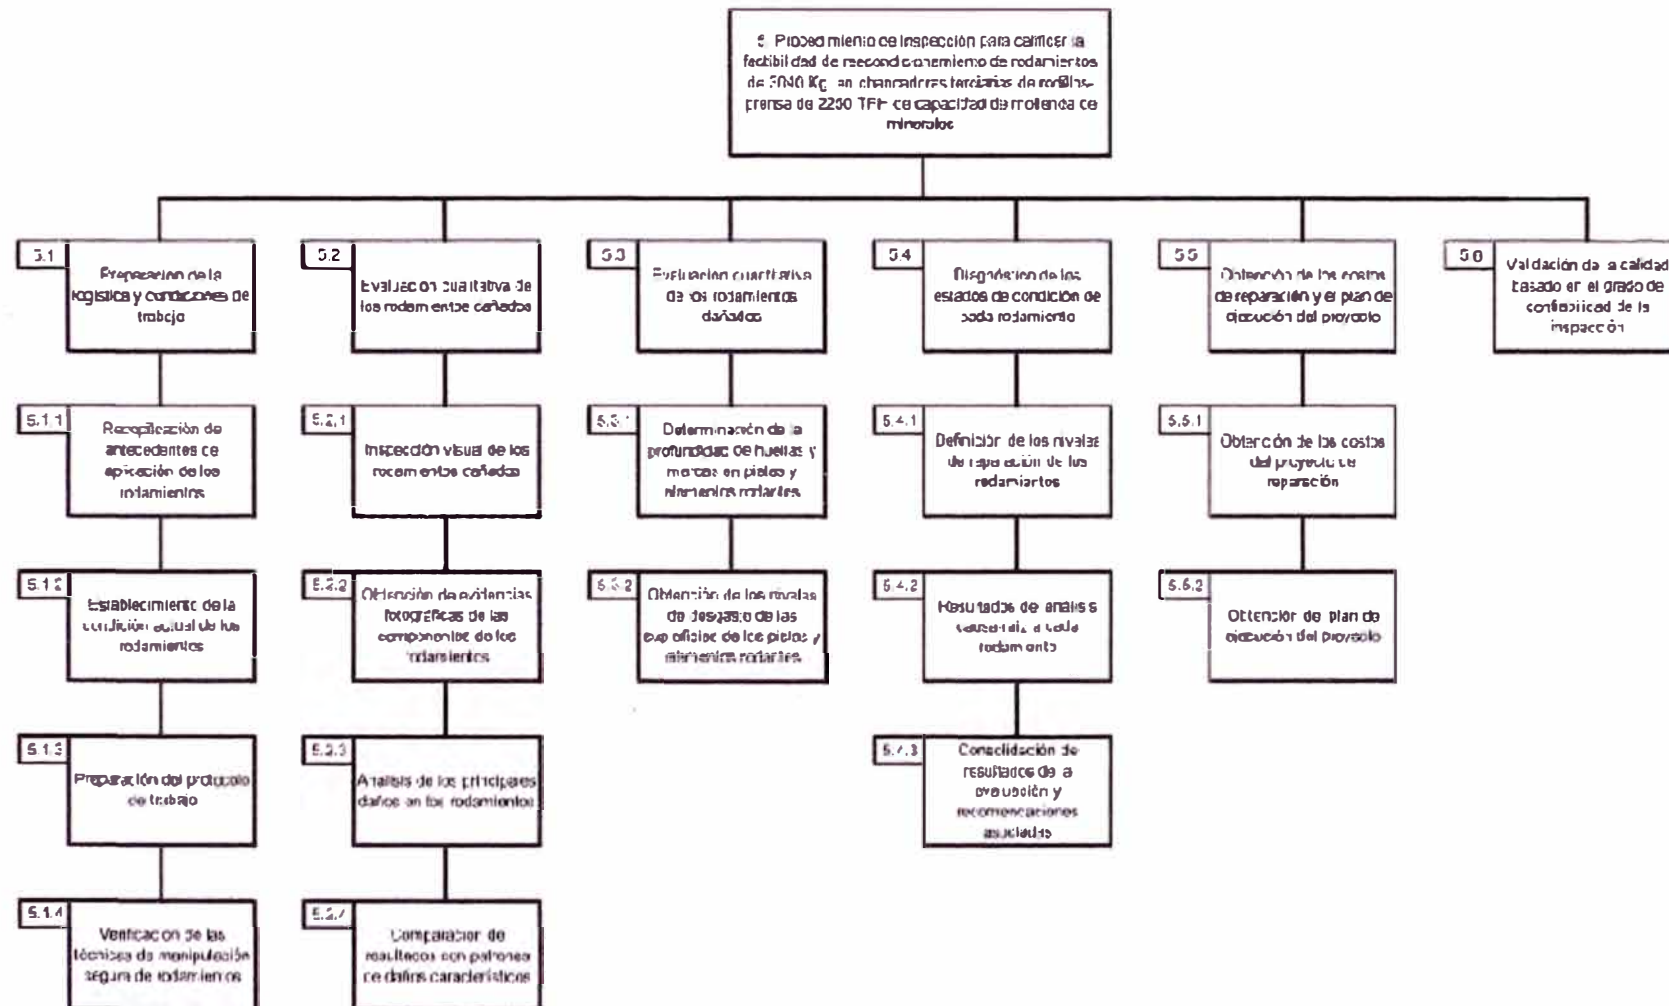 5. Procedimiento de inspección para calificar la
factibilidad de reacondicionamiento de rodamientos
de 3040 Kg. en chancadores terciarios de rodillos-
prensa de 2250 TPH de capacidad de molienda de
minerales
5.1
Preparación de la
logística y condiciones de
trabajo
5.2
Evaluación cualitativa de
los rodamientos dañados
5.3
Evaluación cuantitativa
de los rodamientos
dañados
5.4
Diagnóstico de los
estados de condición de
cada rodamiento
5.5
Obtención de los costos
de reparación y el plan de
ejecución del proyecto
5.6
Validación de la calidad
basado en el grado de
confiabilidad de la
inspección
5.1.1
Recopilación de
antecedentes de
aplicación de los
rodamientos
5.2.1
Inspección visual de los
rodamientos dañados
5.3.1
Determinación de la
profundidad de huellas y
marcas en pistas y
elementos rodantes
5.4.1
Definición de los niveles
de reparación de los
rodamientos
5.5.1
Obtención de los costos
del proyecto de
reparación
5.1.2
Establecimiento de la
condición actual de los
rodamientos
5.2.2
Obtención de evidencias
fotográficas de las
componentes de los
rodamientos
5.3.2
Obtención de los niveles
de desgaste de las
superficies de los pistas y
elementos rodantes
5.4.2
Resultados de análisis
causa-raíz a cada
rodamiento
5.5.2
Obtención de plan de
ejecución del proyecto
5.1.3
Preparación del protocolo
de trabajo
5.2.3
Análisis de los principales
daños en los rodamientos
5.4.3
Consolidación de
resultados de la
evaluación y
recomendaciones
asociadas
5.1.4
Verificación de las
técnicas de manipulación
segura de rodamientos
5.2.4
Comparación de
resultados con patrones
de daños característicos